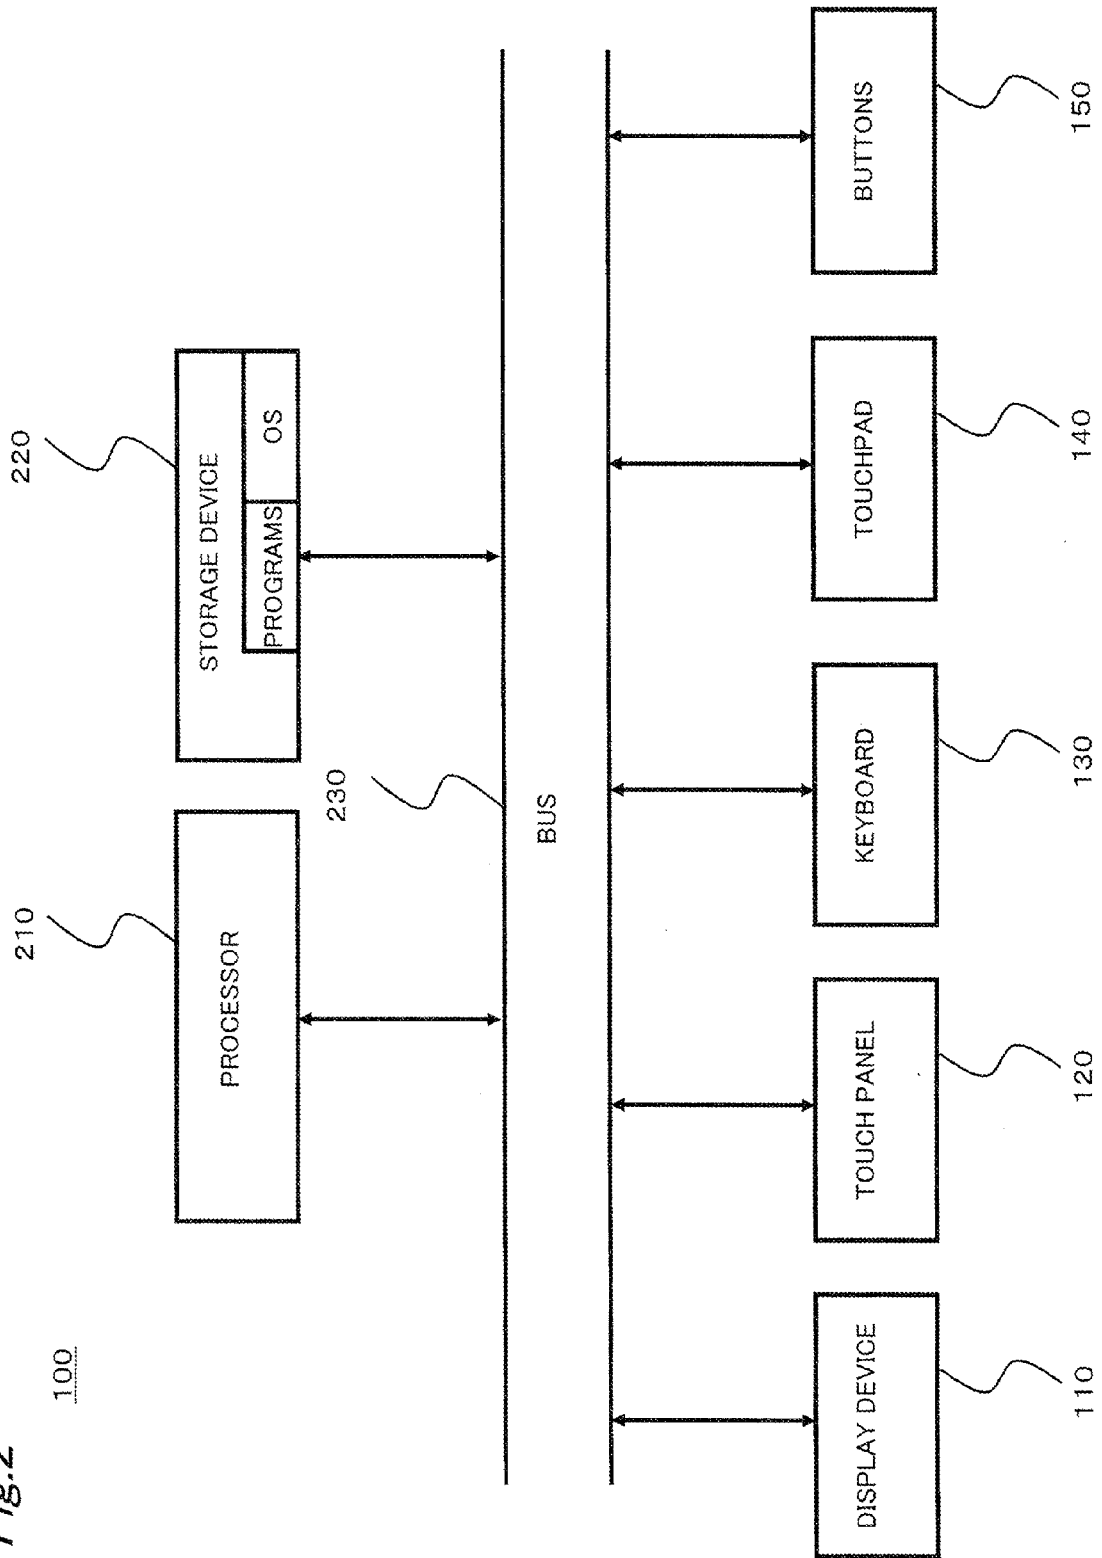 Fig.2
100
210
220
PROCESSOR
STORAGE DEVICE
PROGRAMS
OS
230
BUS
DISPLAY DEVICE
TOUCH PANEL
KEYBOARD
TOUCHPAD
BUTTONS
110
120
130
140
150